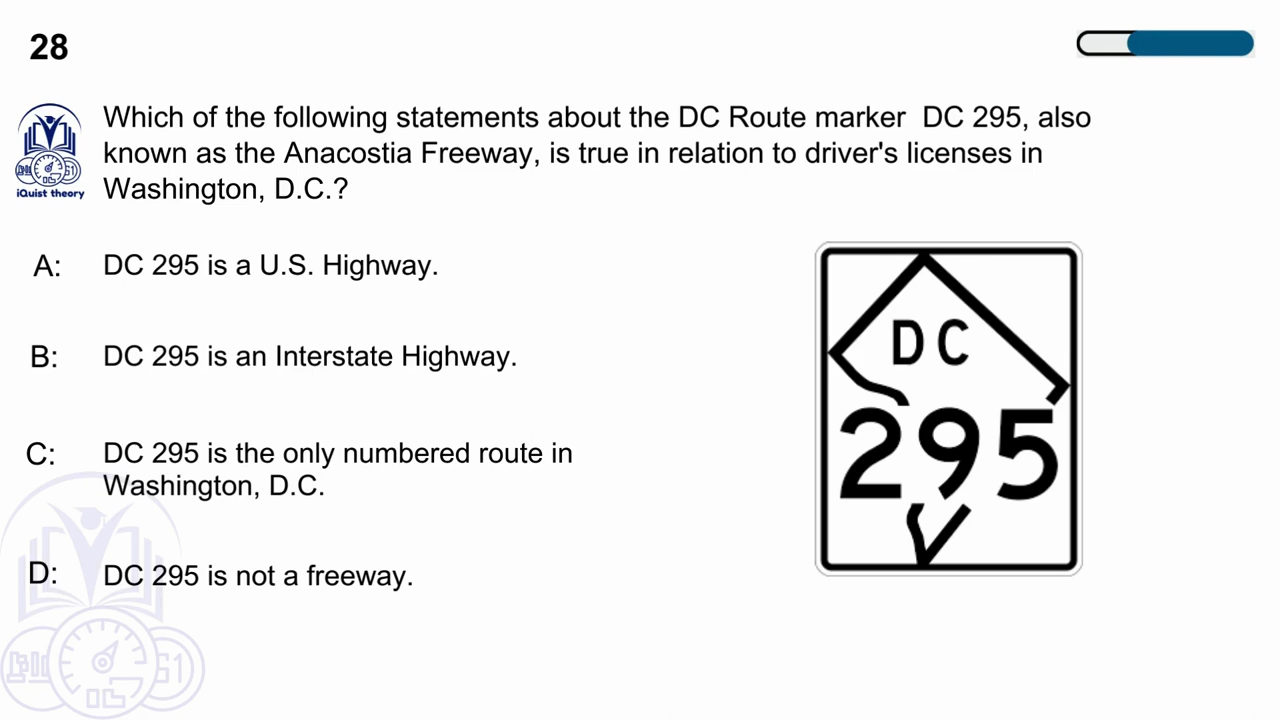 28
Which of the following statements about the DC Route marker DC 295, also
known as the Anacostia Freeway, is true in relation to driver's licenses in
Washington, D.C.?
iQuist theory
A: DC 295 is a U.S. Highway.
B: DC 295 is an Interstate Highway.
C: DC 295 is the only numbered route in
Washington, D.C.
D: DC 295 is not a freeway.
DC
295